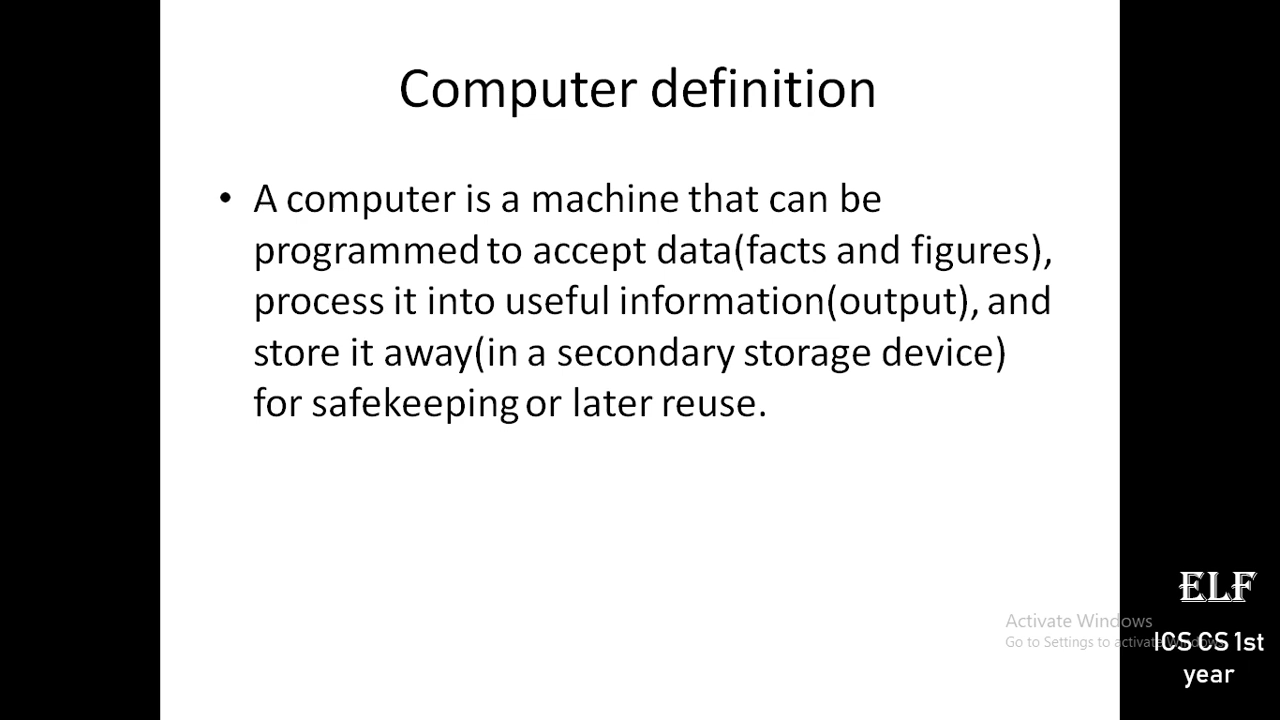 Computer definition
• A computer is a machine that can be
programmed to accept data(facts and figures),
process it into useful information(output), and
store it away(in a secondary storage device)
for safekeeping or later reuse.
ELF
Activate Windows
Go to Settings to activate Windows.
ICS CS 1st
year